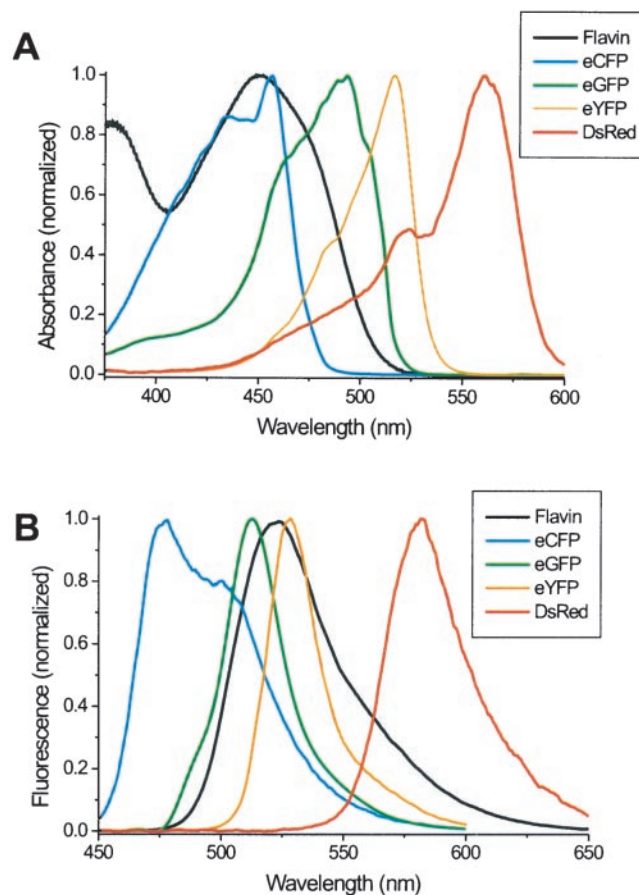 A
Flavin
eCFP
eGFP
eYFP
DsRed
Absorbance (normalized)
1.0
0.8
0.6
0.4
0.2
0.0
400 450 500 550 600
Wavelength (nm)
B
Flavin
eCFP
eGFP
eYFP
DsRed
Fluorescence (normalized)
1.0
0.8
0.6
0.4
0.2
0.0
450 500 550 600 650
Wavelength (nm)